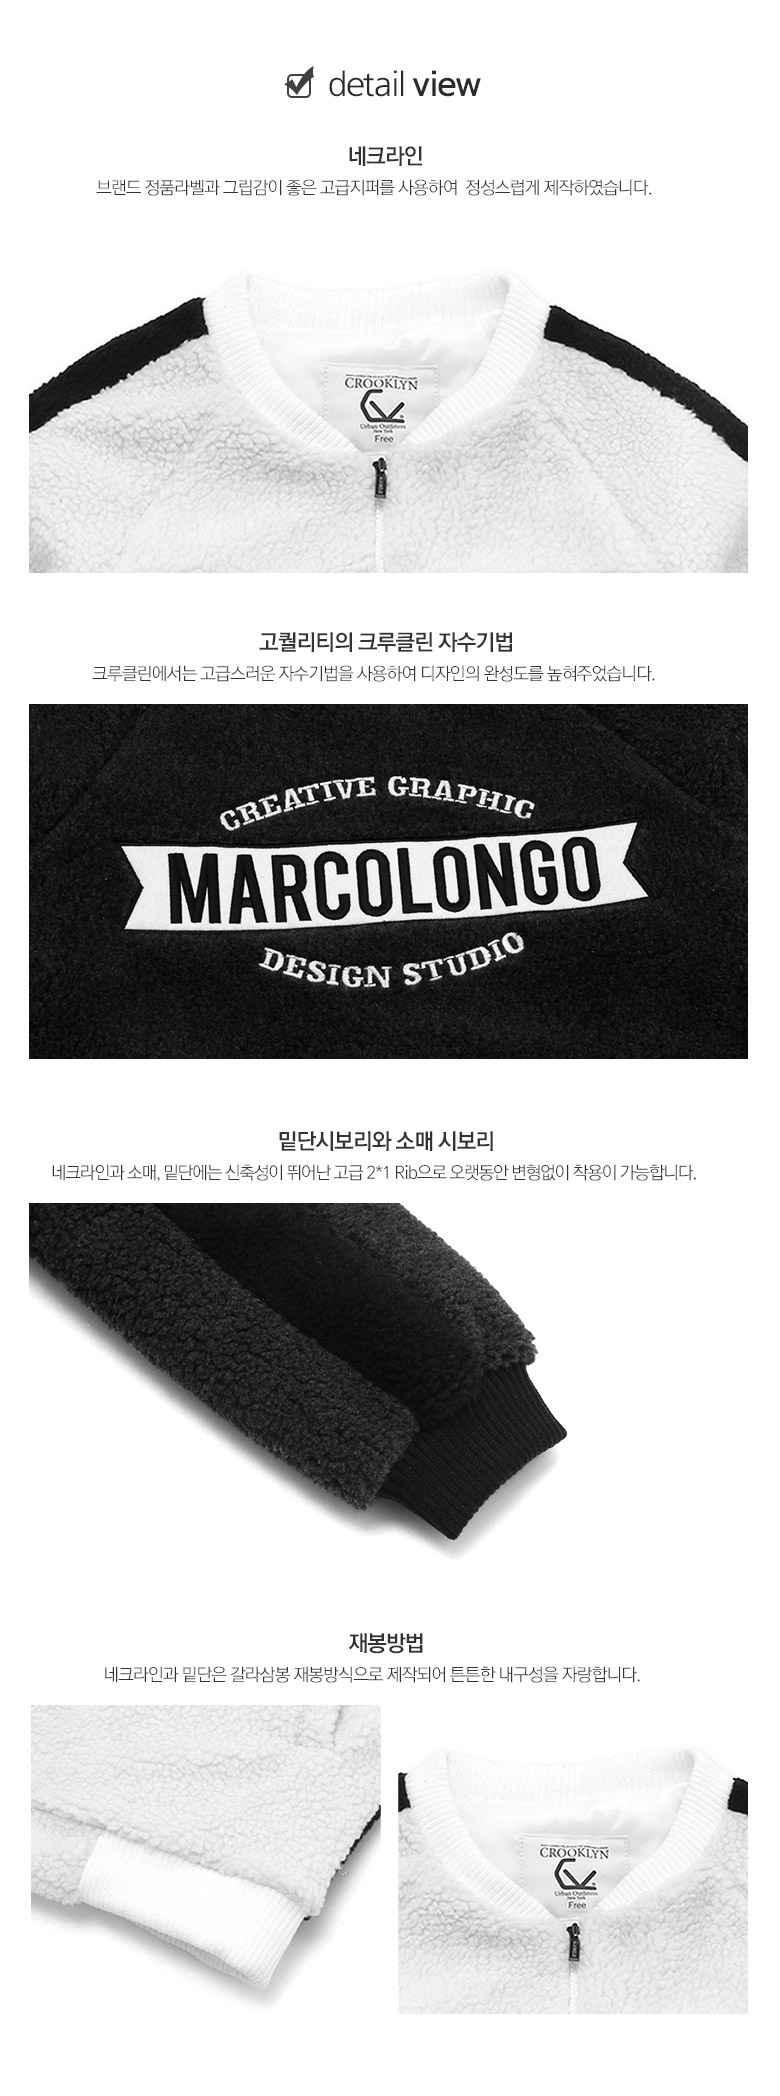 detail view
네크라인
브랜드 정품라벨과 그립감이 좋은 고급지퍼를 사용하여 정성스럽게 제작하였습니다.
CROOKLYN
Urban Outfitters
New York
Free
고퀄리티의 크루클린 자수기법
크루클린에서는 고급스러운 자수기법을 사용하여 디자인의 완성도를 높혀주었습니다.
CREATIVE GRAPHIC
MARCOLONGO
DESIGN STUDIO
밑단시보리와 소매 시보리
네크라인과 소매, 밑단에는 신축성이 뛰어난 고급 2*1 Rib으로 오랫동안 변형없이 착용이 가능합니다.
재봉방법
네크라인과 밑단은 갈라삼봉 재봉방식으로 제작되어 튼튼한 내구성을 자랑합니다.
CROOKLYN
Urban Outfitters
New York
Free